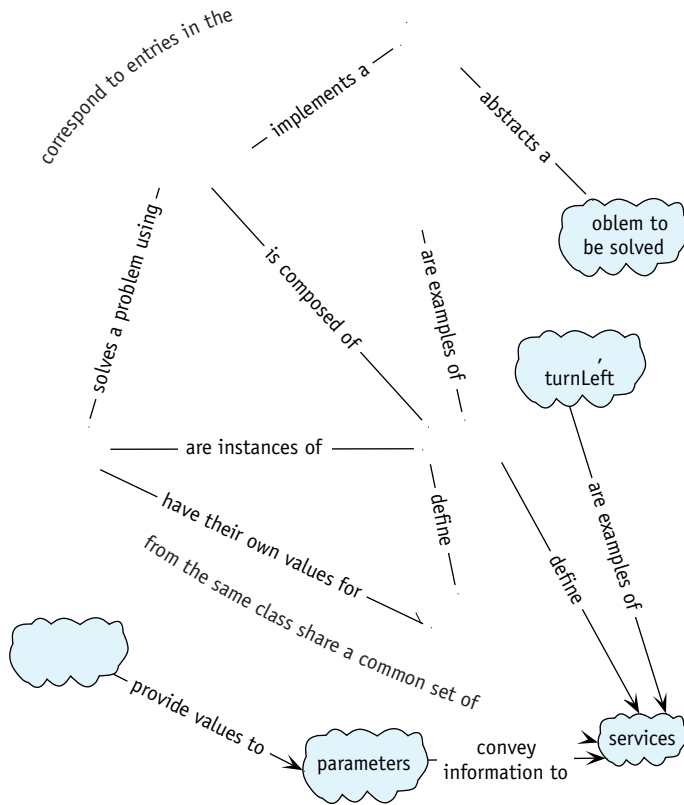 correspond to entries in the
implements a
abstracts a
oblem to
be solved
solves a problem using
is composed of
are examples of
,
turnLeft
are instances of
define
are examples of
have their own values for
define
from the same class share a common set of
provide values to
parameters
convey
information to
services